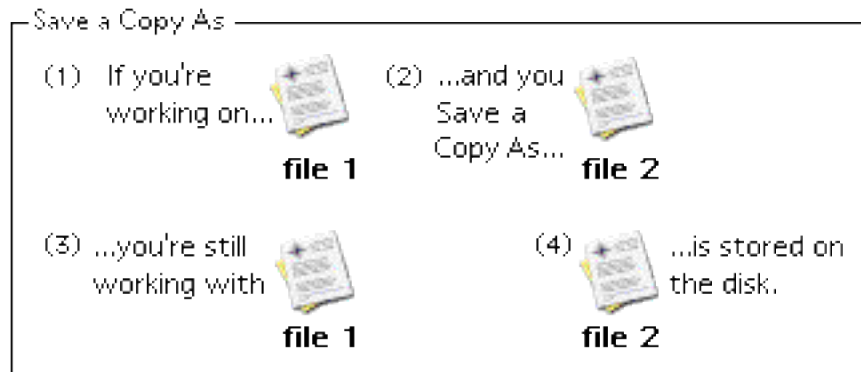 Save a Copy As
(1) If you're
working on...
file 1
(2) ...and you
Save a
Copy As...
file 2
(3) ...you're still
working with
file 1
(4) ...is stored on
the disk.
file 2